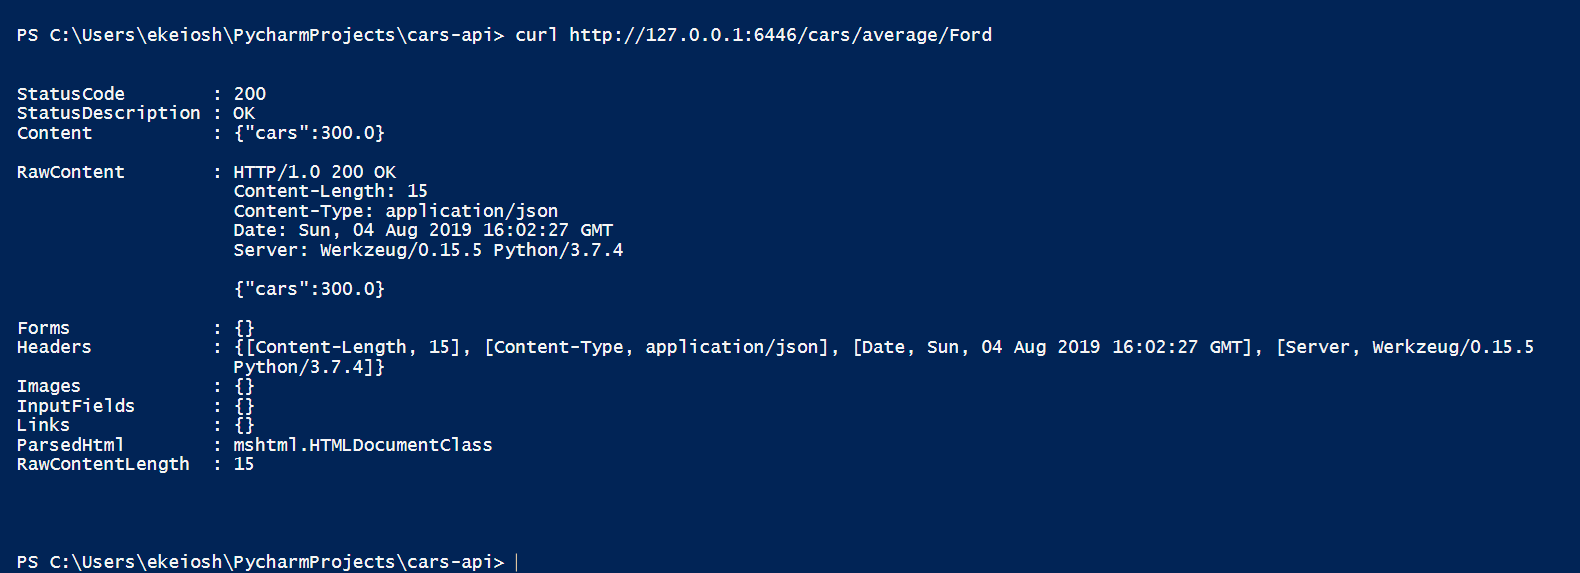 PS C:\Users\ekeiosh\PycharmProjects\cars-api> curl http://127.0.0.1:6446/cars/average/Ford
StatusCode        : 200
StatusDescription : OK
Content           : {"cars":300.0}
RawContent        : HTTP/1.0 200 OK
                    Content-Length: 15
                    Content-Type: application/json
                    Date: Sun, 04 Aug 2019 16:02:27 GMT
                    Server: Werkzeug/0.15.5 Python/3.7.4
                    {"cars":300.0}
Forms             : {}
Headers           : {[Content-Length, 15], [Content-Type, application/json], [Date, Sun, 04 Aug 2019 16:02:27 GMT], [Server, Werkzeug/0.15.5
                    Python/3.7.4]}
Images            : {}
InputFields       : {}
Links             : {}
ParsedHtml        : mshtml.HTMLDocumentClass
RawContentLength  : 15
PS C:\Users\ekeiosh\PycharmProjects\cars-api>